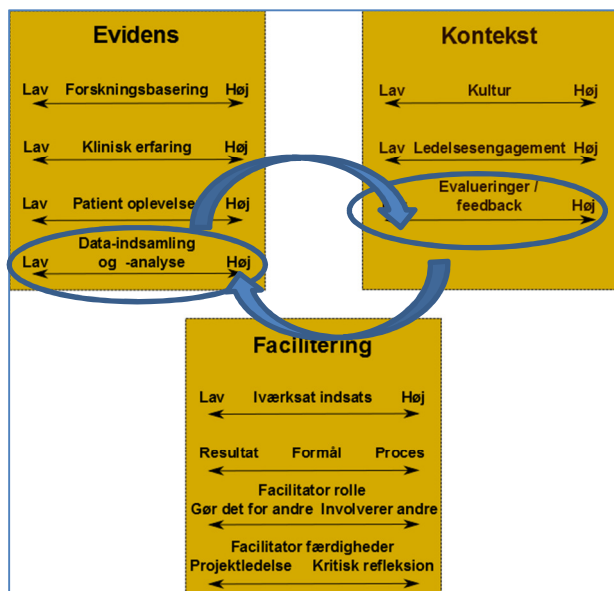 Evidens
Lav Forskningsbasering Høj
Lav Klinisk erfaring Høj
Lav Patient oplevelse Høj
Data-indsamling
Lav og -analyse Høj
Kontekst
Lav Kultur Høj
Lav Ledelsesengagement Høj
Evalueringer /
feedback Høj
Facilitering
Lav Iværksat indsats Høj
Resultat Formål Proces
Facilitator rolle
Gør det for andre Involverer andre
Facilitator færdigheder
Projektledelse Kritisk refleksion